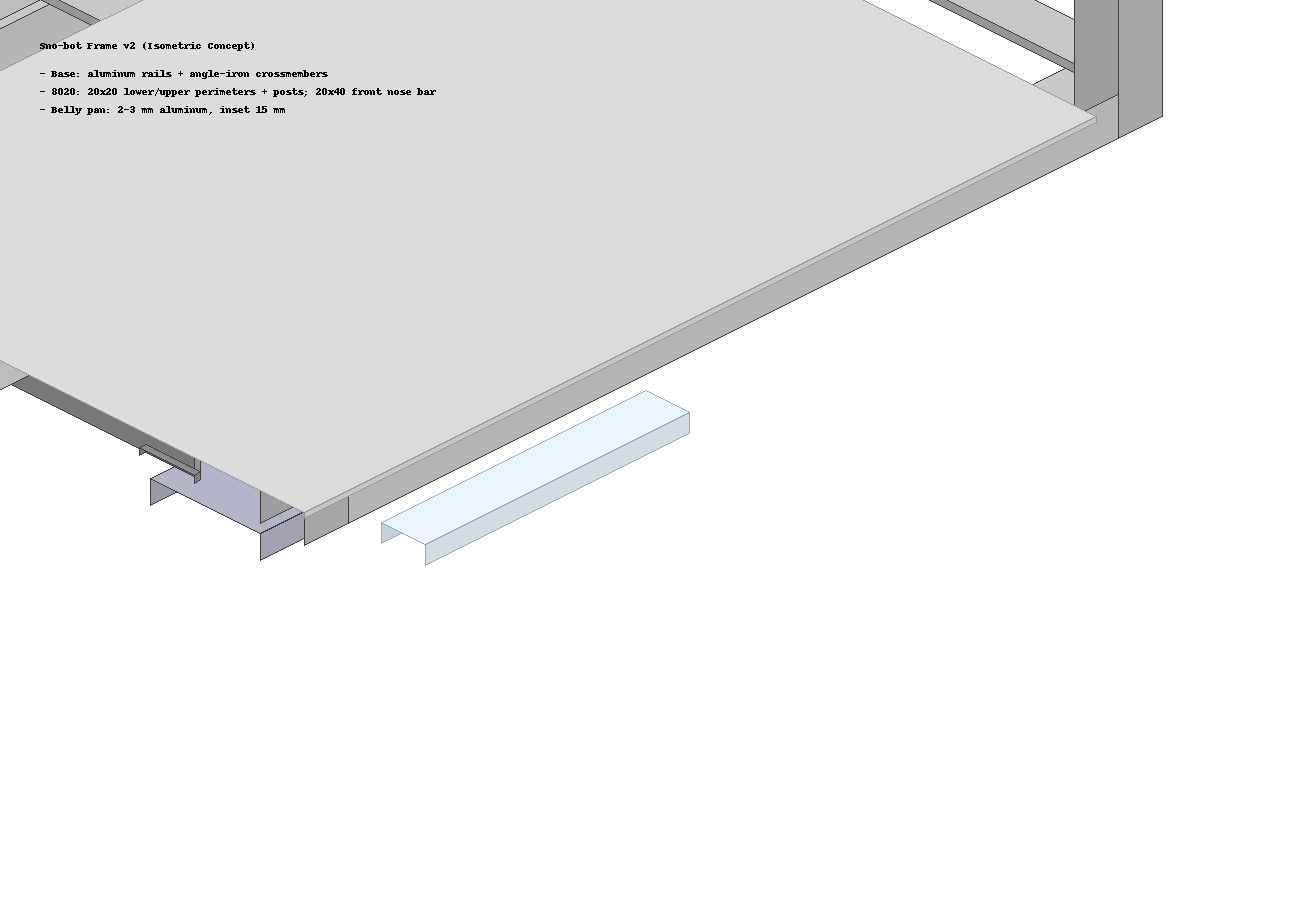 Sno-bot Frame v2 (Isometric Concept)
- Base: aluminum rails + angle-iron crossmembers
- 8020: 20x20 lower/upper perimeters + posts; 20x40 front nose bar
- Belly pan: 2-3 mm aluminum, inset 15 mm